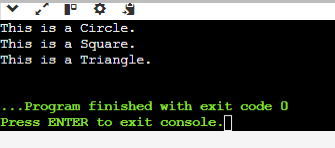 This is a Circle.
This is a Square.
This is a Triangle.
...Program finished with exit code 0
Press ENTER to exit console.